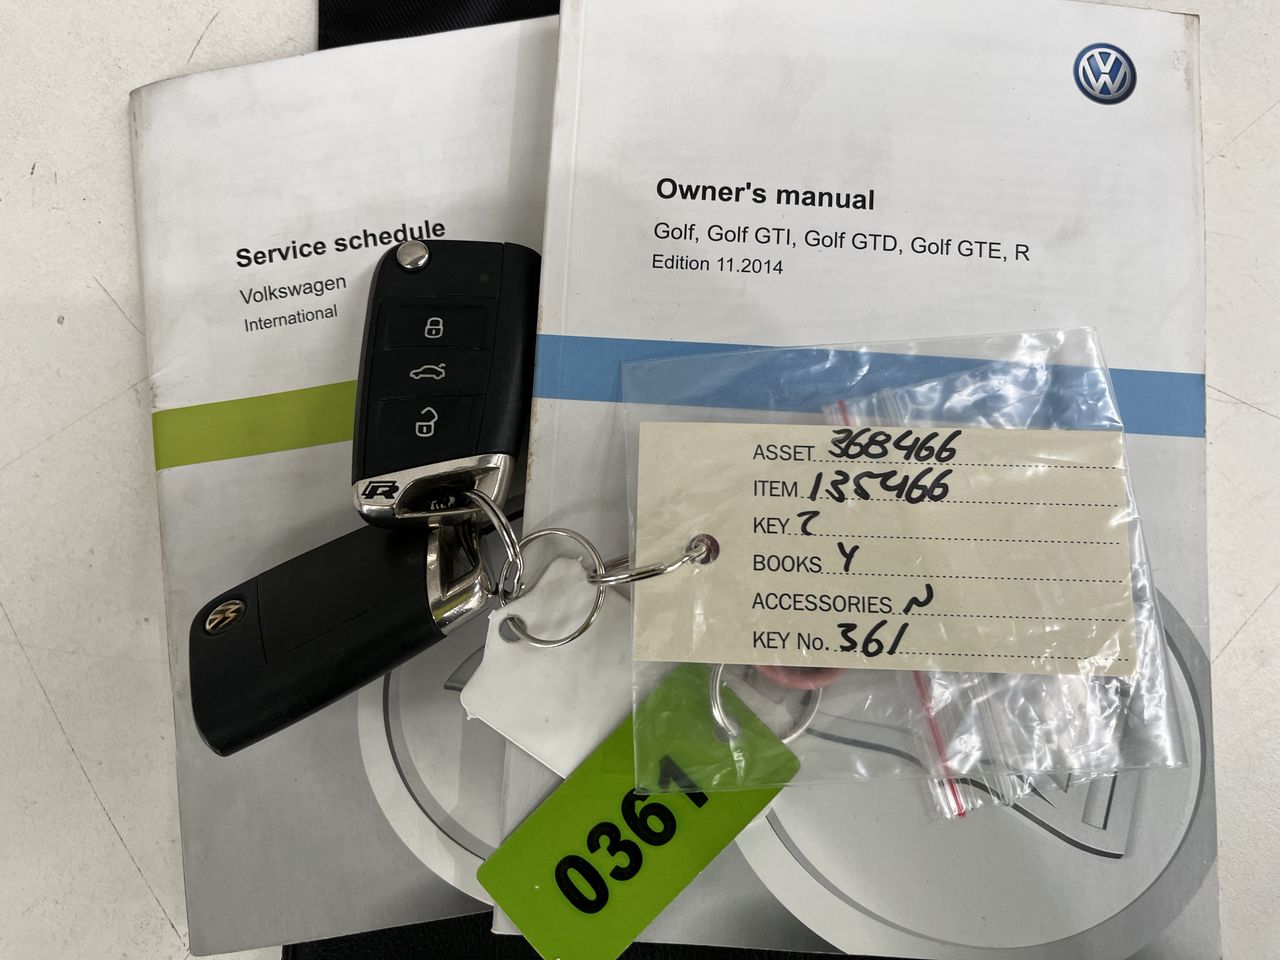 Service schedule
Volkswagen
International
Owner's manual
Golf, Golf GTI, Golf GTD, Golf GTE, R
Edition 11.2014
R
ASSET 368466
ITEM 135466
KEY 2
BOOKS Y
ACCESSORIES N
KEY No. 361
0361